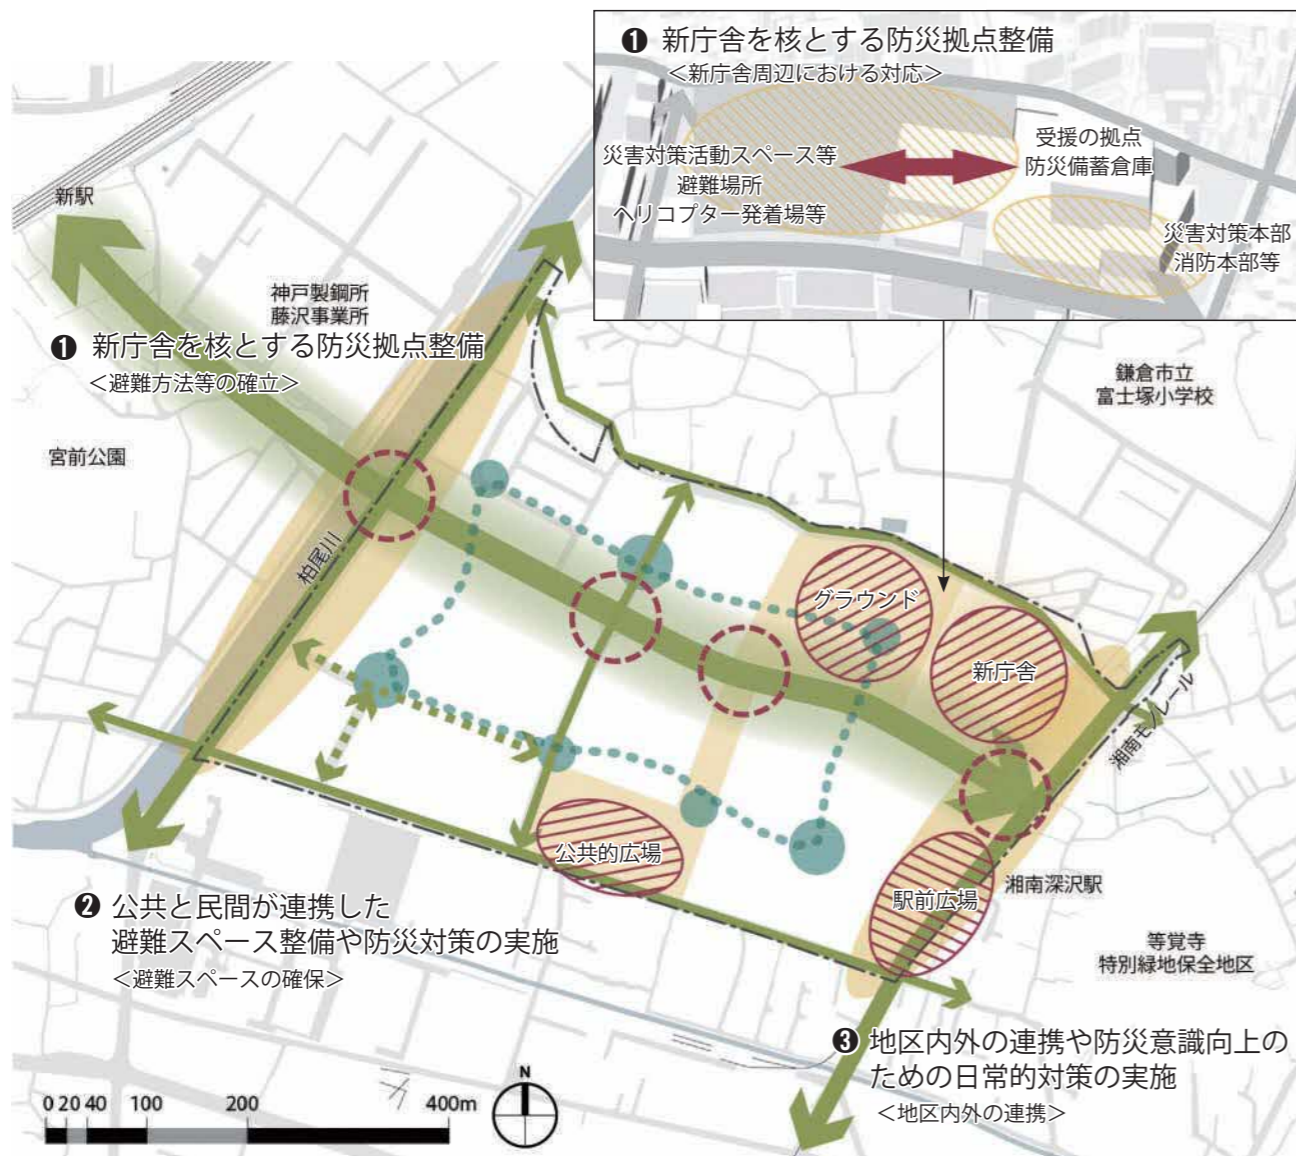 ❶ 新庁舎を核とする防災拠点整備
＜新庁舎周辺における対応＞
災害対策活動スペース等
避難場所
ヘリコプター発着場等
受援の拠点
防災備蓄倉庫
災害対策本部
消防本部等
新駅
神戸製鋼所
藤沢事業所
❶ 新庁舎を核とする防災拠点整備
＜避難方法等の確立＞
鎌倉市立
富士塚小学校
宮前公園
柏尾川
グラウンド
新庁舎
湘南モノレール
公共的広場
駅前広場
湘南深沢駅
❷ 公共と民間が連携した
避難スペース整備や防災対策の実施
＜避難スペースの確保＞
等覚寺
特別緑地保全地区
❸ 地区内外の連携や防災意識向上の
ための日常的対策の実施
＜地区内外の連携＞
0 20 40 100 200 400m
N